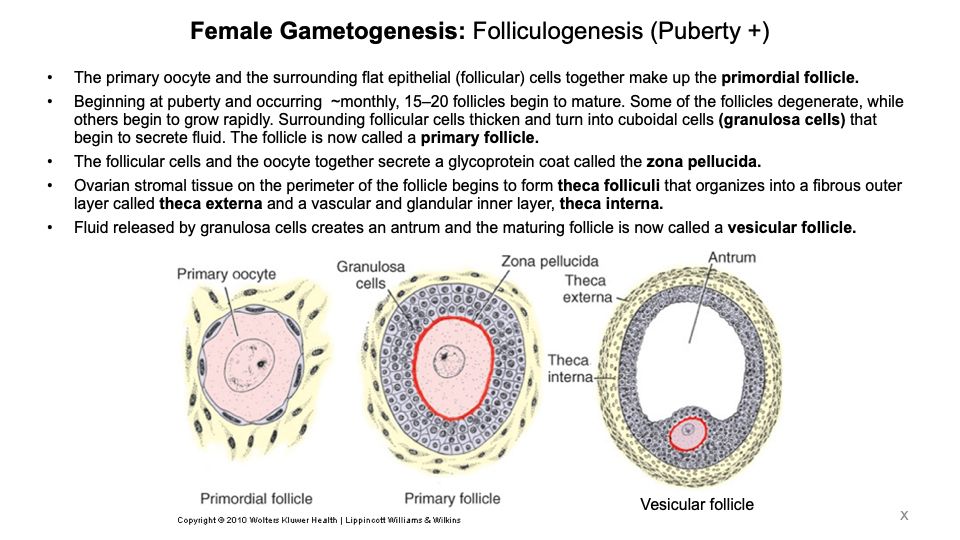 Female Gametogenesis: Folliculogenesis (Puberty +)
• The primary oocyte and the surrounding flat epithelial (follicular) cells together make up the primordial follicle.
• Beginning at puberty and occurring ~monthly, 15–20 follicles begin to mature. Some of the follicles degenerate, while
others begin to grow rapidly. Surrounding follicular cells thicken and turn into cuboidal cells (granulosa cells) that
begin to secrete fluid. The follicle is now called a primary follicle.
• The follicular cells and the oocyte together secrete a glycoprotein coat called the zona pellucida.
• Ovarian stromal tissue on the perimeter of the follicle begins to form theca folliculi that organizes into a fibrous outer
layer called theca externa and a vascular and glandular inner layer, theca interna.
• Fluid released by granulosa cells creates an antrum and the maturing follicle is now called a vesicular follicle.
Primary oocyte
Granulosa
cells
Zona pellucida
Theca
externa
Antrum
Theca
interna
Primordial follicle
Primary follicle
Vesicular follicle
Copyright © 2010 Wolters Kluwer Health | Lippincott Williams & Wilkins
X